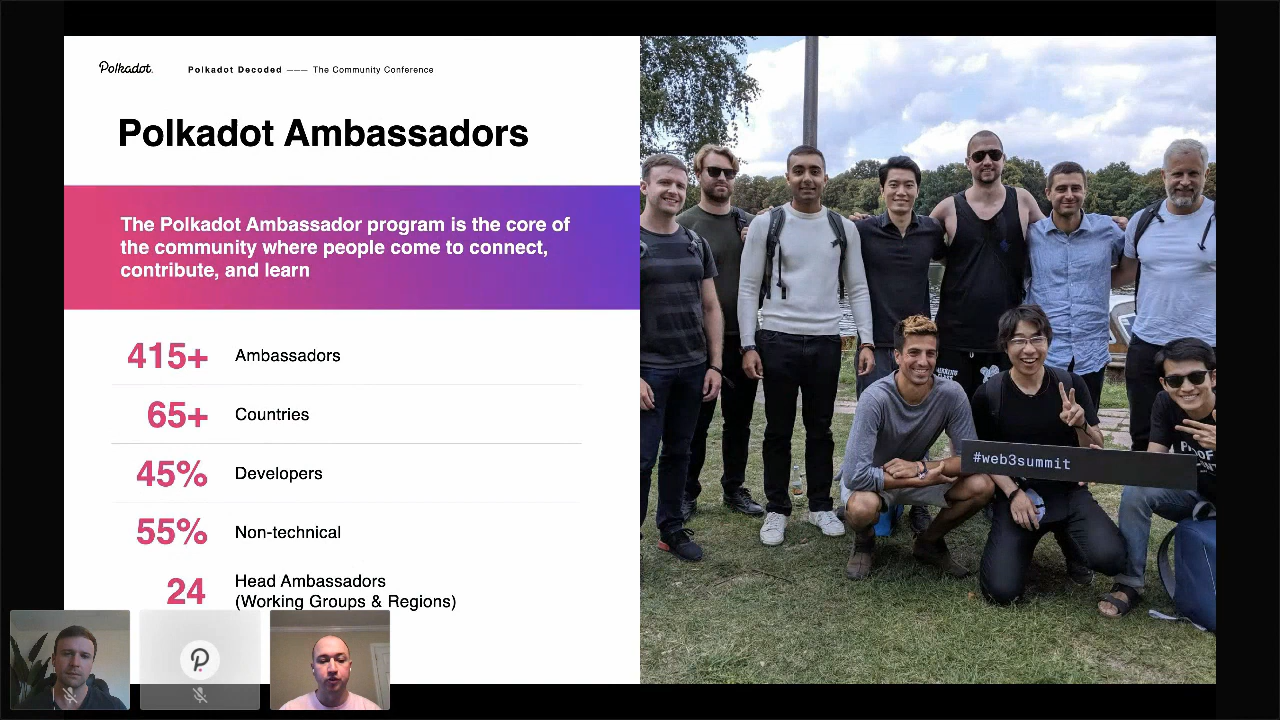 Polkadot.
Polkadot Decoded ——— The Community Conference
Polkadot Ambassadors
The Polkadot Ambassador program is the core of
the community where people come to connect,
contribute, and learn
415+ Ambassadors
65+ Countries
45% Developers
55% Non-technical
24 Head Ambassadors
(Working Groups & Regions)
#web3summit